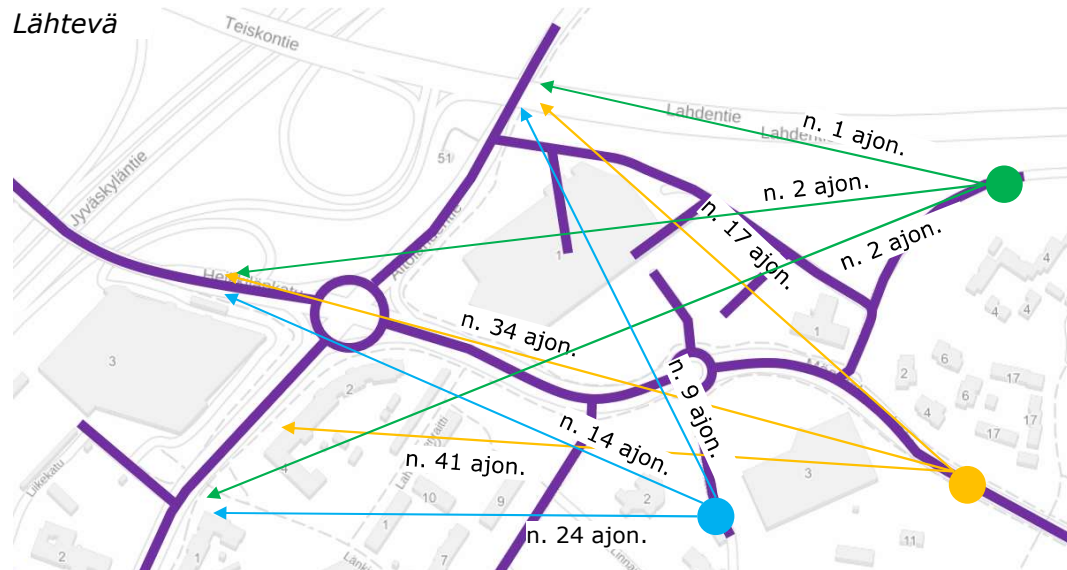 Lähtevä
Teiskontie
Lahdentie
Lahdentie
n. 1 ajon.
51
Jyväskyläntie
n. 2 ajon.
n. 17 ajon.
n. 2 ajon.
4
1
4
4
n. 34 ajon.
1
3
2
6
2
17
6
n. 9 ajon.
4
17
17
n. 14 ajon.
4
n. 41 ajon.
3
Liikekatu
10
9
2
1
n. 24 ajon.
11
2
1
7